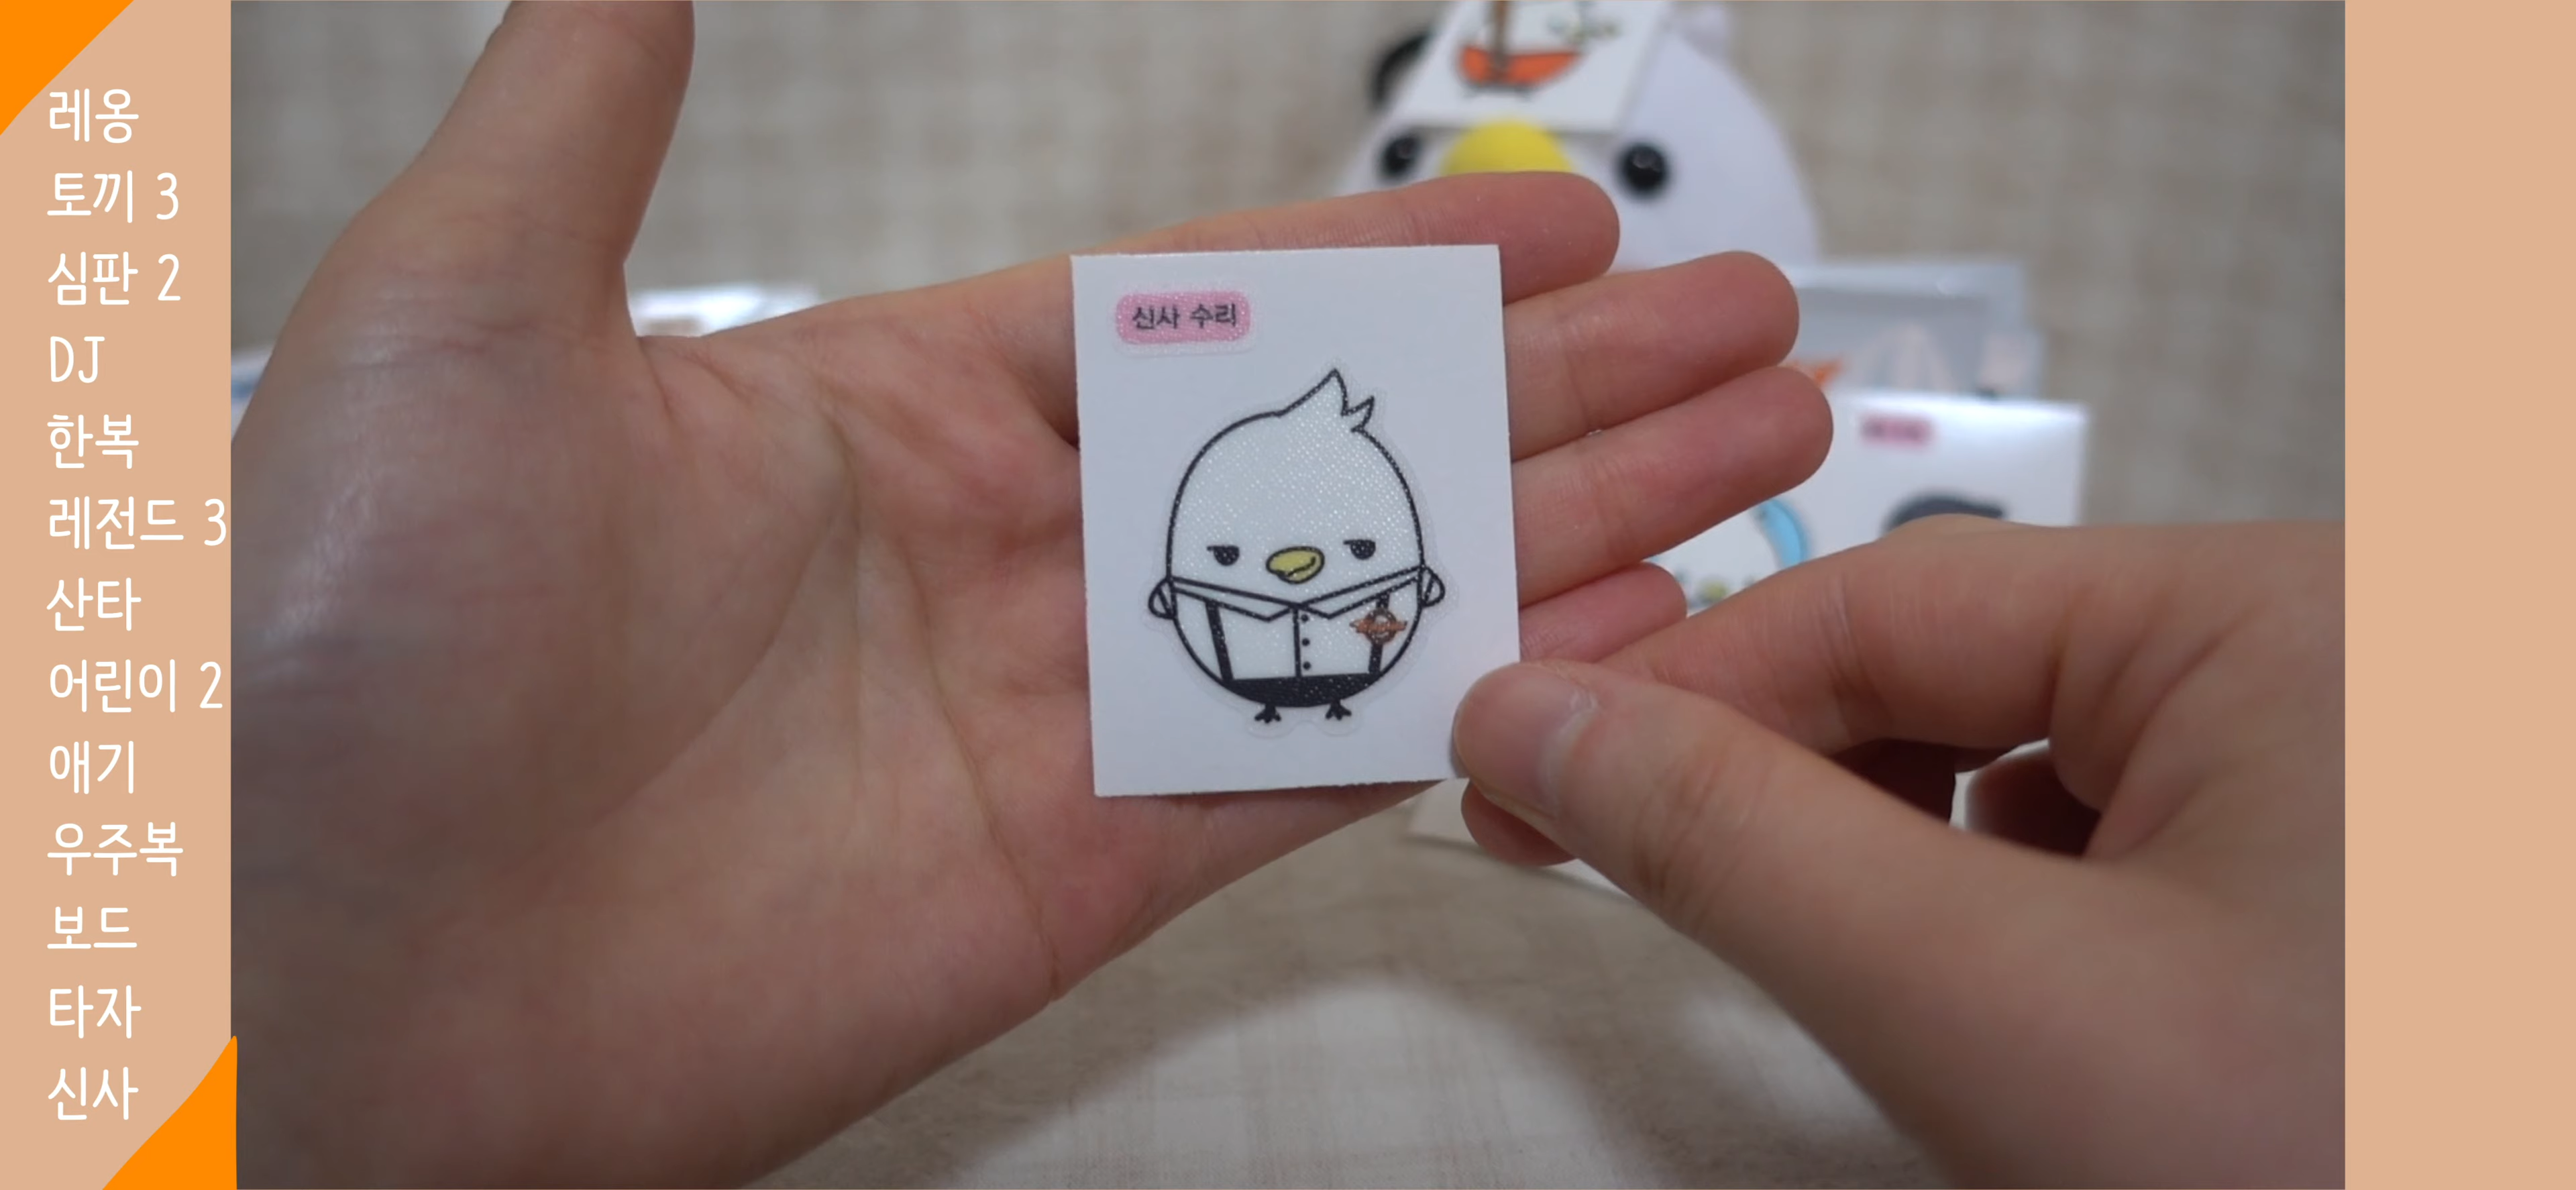 레옹
토끼 3
심판 2
DJ
한복
레전드 3
산타
어린이 2
애기
우주복
보드
타자
신사
신사 수리